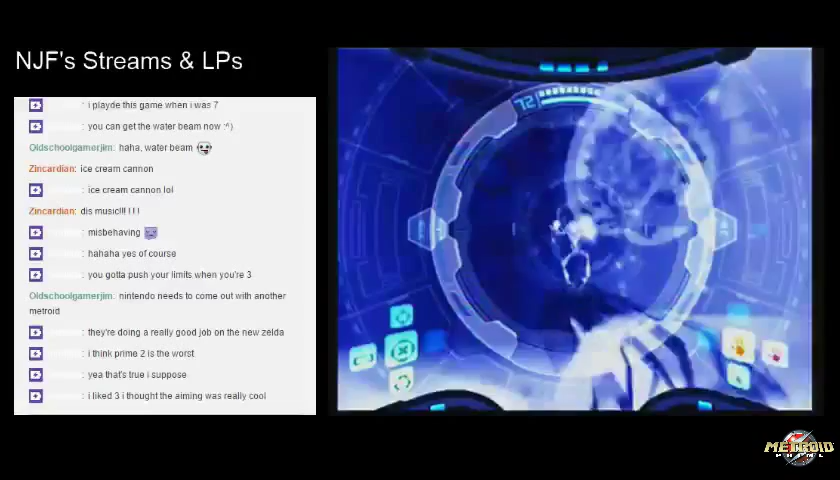 NJF's Streams & LPs
: i playde this game when i was 7
: you can get the water beam now :^)
Oldschoolgamerjim: haha, water beam
Zincardian: ice cream cannon
: ice cream cannon lol
Zincardian: dis music!!! ! ! !
: misbehaving
: hahaha yes of course
: you gotta push your limits when you're 3
Oldschoolgamerjim: nintendo needs to come out with another
metroid
: they're doing a really good job on the new zelda
: i think prime 2 is the worst
: yea that's true i suppose
: i liked 3 i thought the aiming was really cool
72
METROID
PRIME